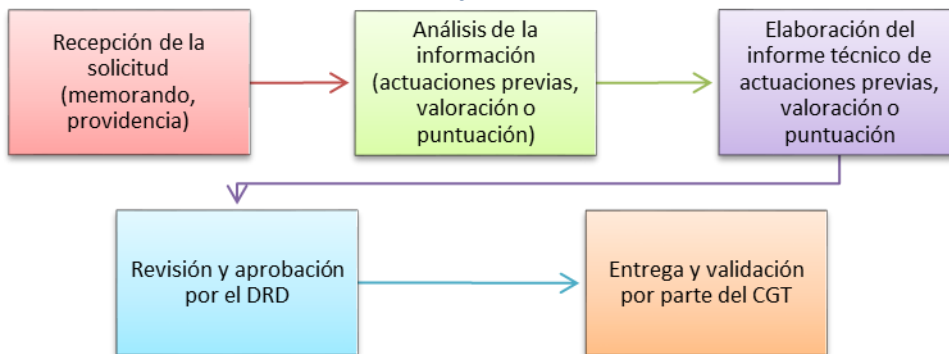 Recepción de la
solicitud
(memorando,
providencia)
Análisis de la
información
(actuaciones previas,
valoración o
puntuación)
Elaboración del
informe técnico de
actuaciones previas,
valoración o
puntuación
Revisión y aprobación
por el DRD
Entrega y validación
por parte del CGT